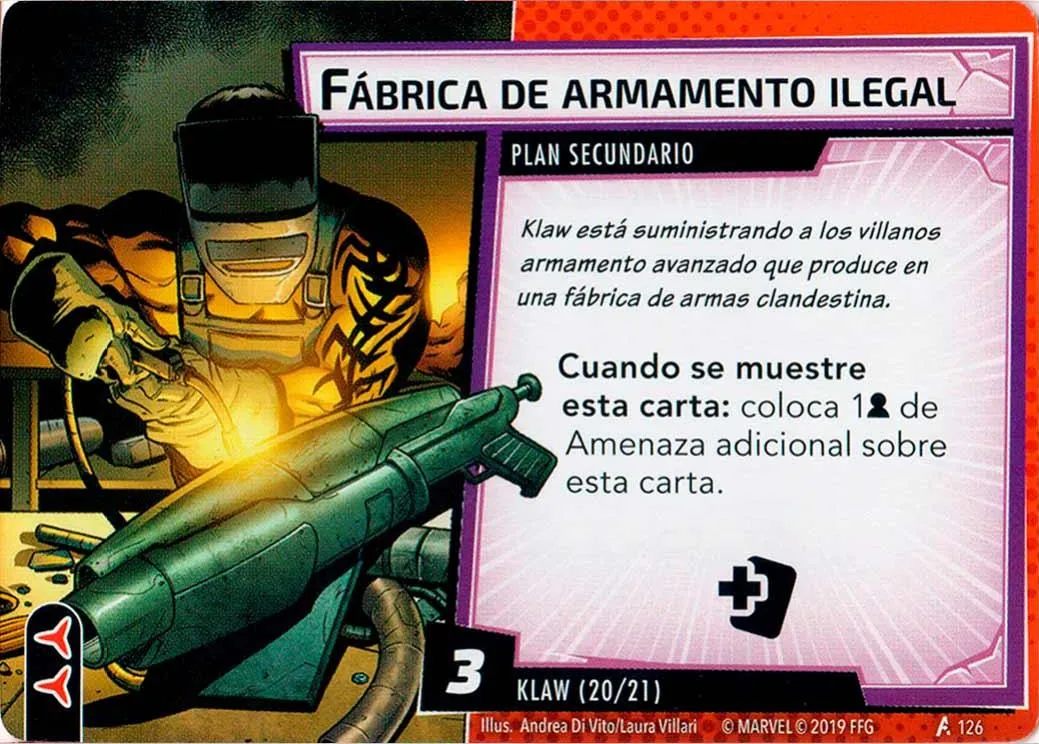 FÁBRICA DE ARMAMENTO ILEGAL
PLAN SECUNDARIO
Klaw está suministrando a los villanos
armamento avanzado que produce en
una fábrica de armas clandestina.
Cuando se muestre
esta carta: coloca 1 de
Amenaza adicional sobre
esta carta.
3
KLAW (20/21)
Illus. Andrea Di Vito/Laura Villari © MARVEL © 2019 FFG 126